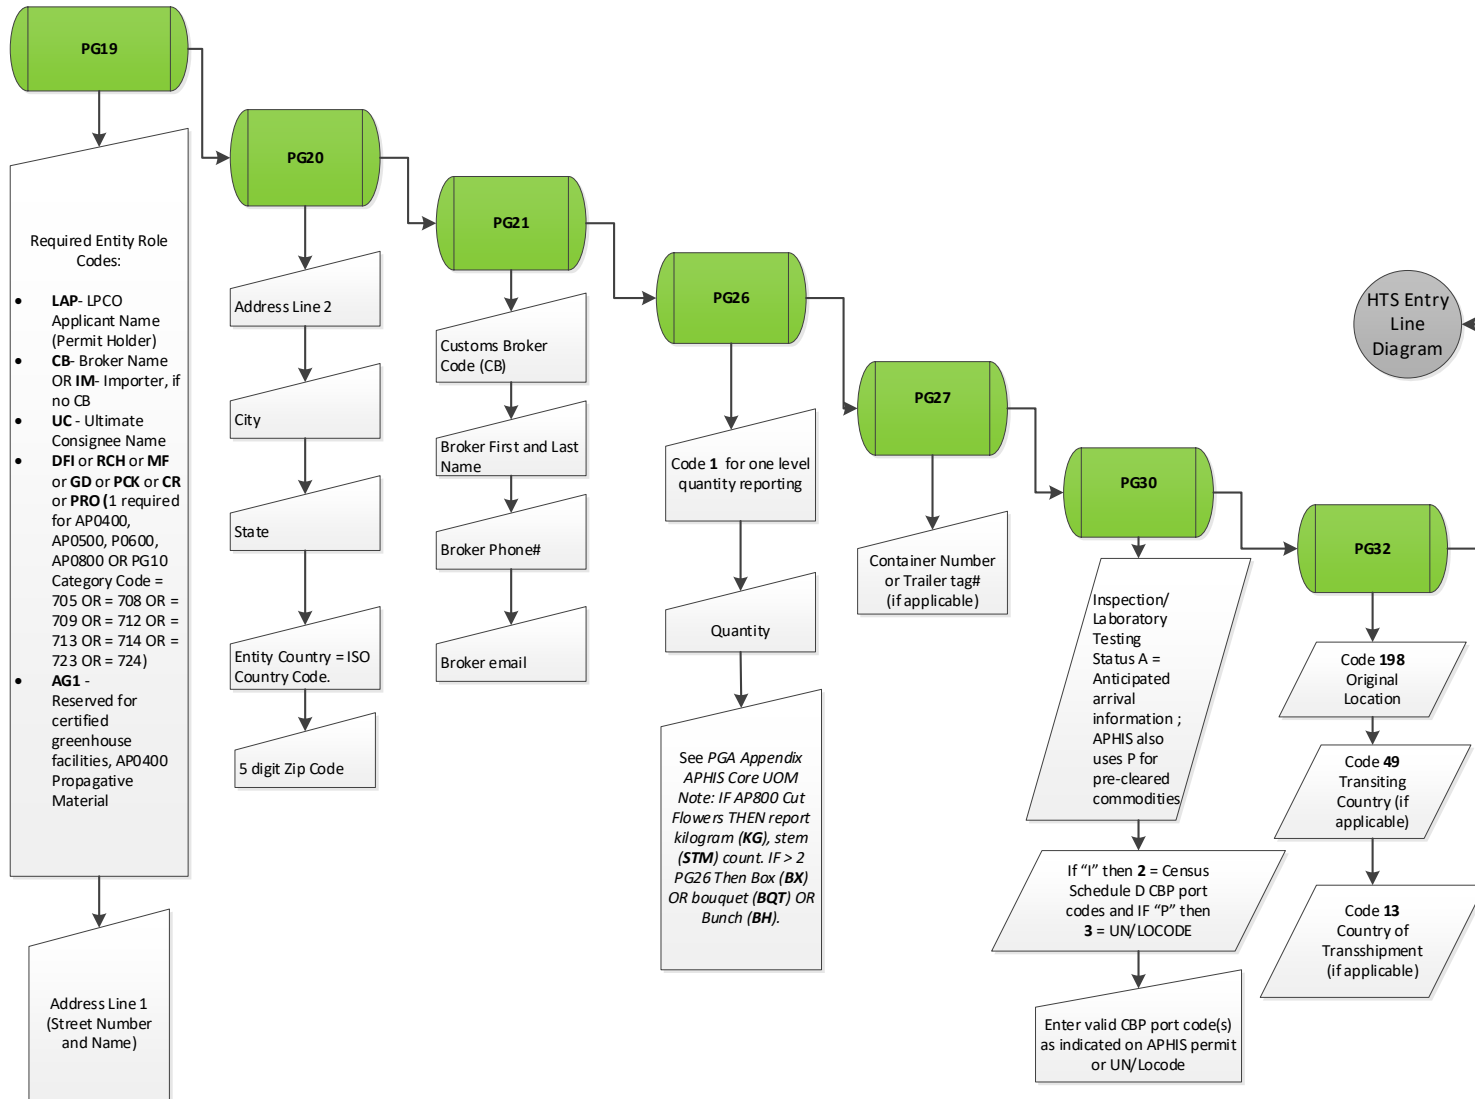 PG19
Required Entity Role
Codes:
• LAP- LPCO
Applicant Name
(Permit Holder)
• CB- Broker Name
OR IM- Importer, if
no CB
• UC - Ultimate
Consignee Name
• DFI or RCH or MF
or GD or PCK or CR
or PRO (1 required
for AP0400,
AP0500, P0600,
AP0800 OR PG10
Category Code =
705 OR = 708 OR =
709 OR = 712 OR =
713 OR = 714 OR =
723 OR = 724)
• AG1 -
Reserved for
certified
greenhouse
facilities, AP0400
Propagative
Material
Address Line 1
(Street Number
and Name)
PG20
Address Line 2
City
State
Entity Country = ISO
Country Code.
5 digit Zip Code
PG21
Customs Broker
Code (CB)
Broker First and Last
Name
Broker Phone#
Broker email
PG26
Code 1 for one level
quantity reporting
Quantity
See PGA Appendix
APHIS Core UOM
Note: IF AP800 Cut
Flowers THEN report
kilogram (KG), stem
(STM) count. IF > 2
PG26 Then Box (BX)
OR bouquet (BQT) OR
Bunch (BH).
PG27
Container Number
or Trailer tag#
(if applicable)
PG30
Inspection/
Laboratory
Testing
Status A =
Anticipated
arrival
information ;
APHIS also
uses P for
pre-cleared
commodities
If “I” then 2 = Census
Schedule D CBP port
codes and IF “P” then
3 = UN/LOCODE
Enter valid CBP port code(s)
as indicated on APHIS permit
or UN/Locode
PG32
Code 198
Original
Location
Code 49
Transiting
Country (if
applicable)
Code 13
Country of
Transshipment
(if applicable)
HTS Entry
Line
Diagram